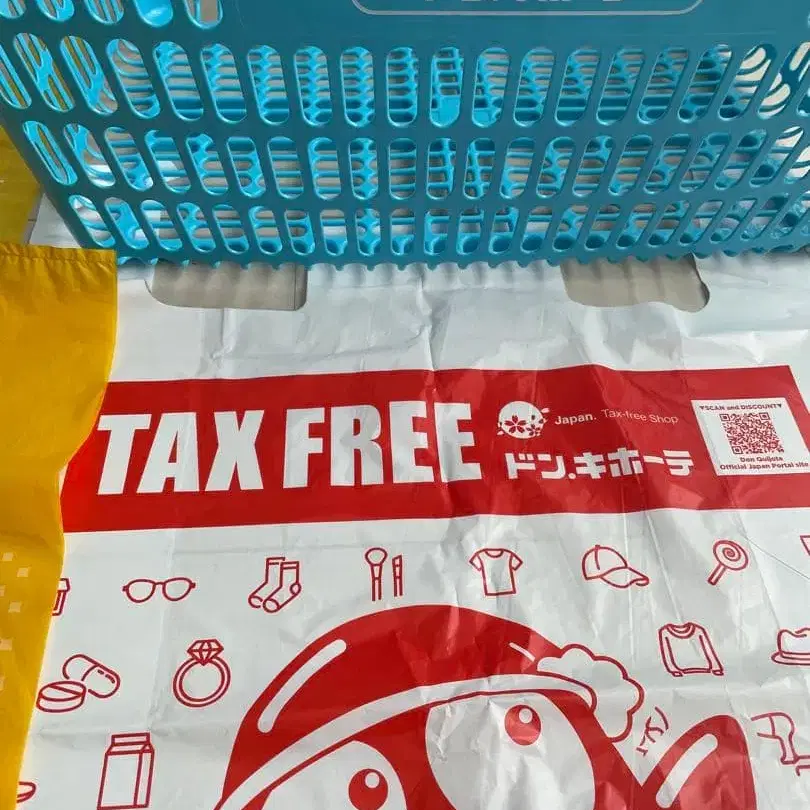 TAX FREE
Japan. Tax-free Shop
ドン.キホーテ
▼SCAN and DISCOUNT▼
Don Quijote
Official Japan Portal site